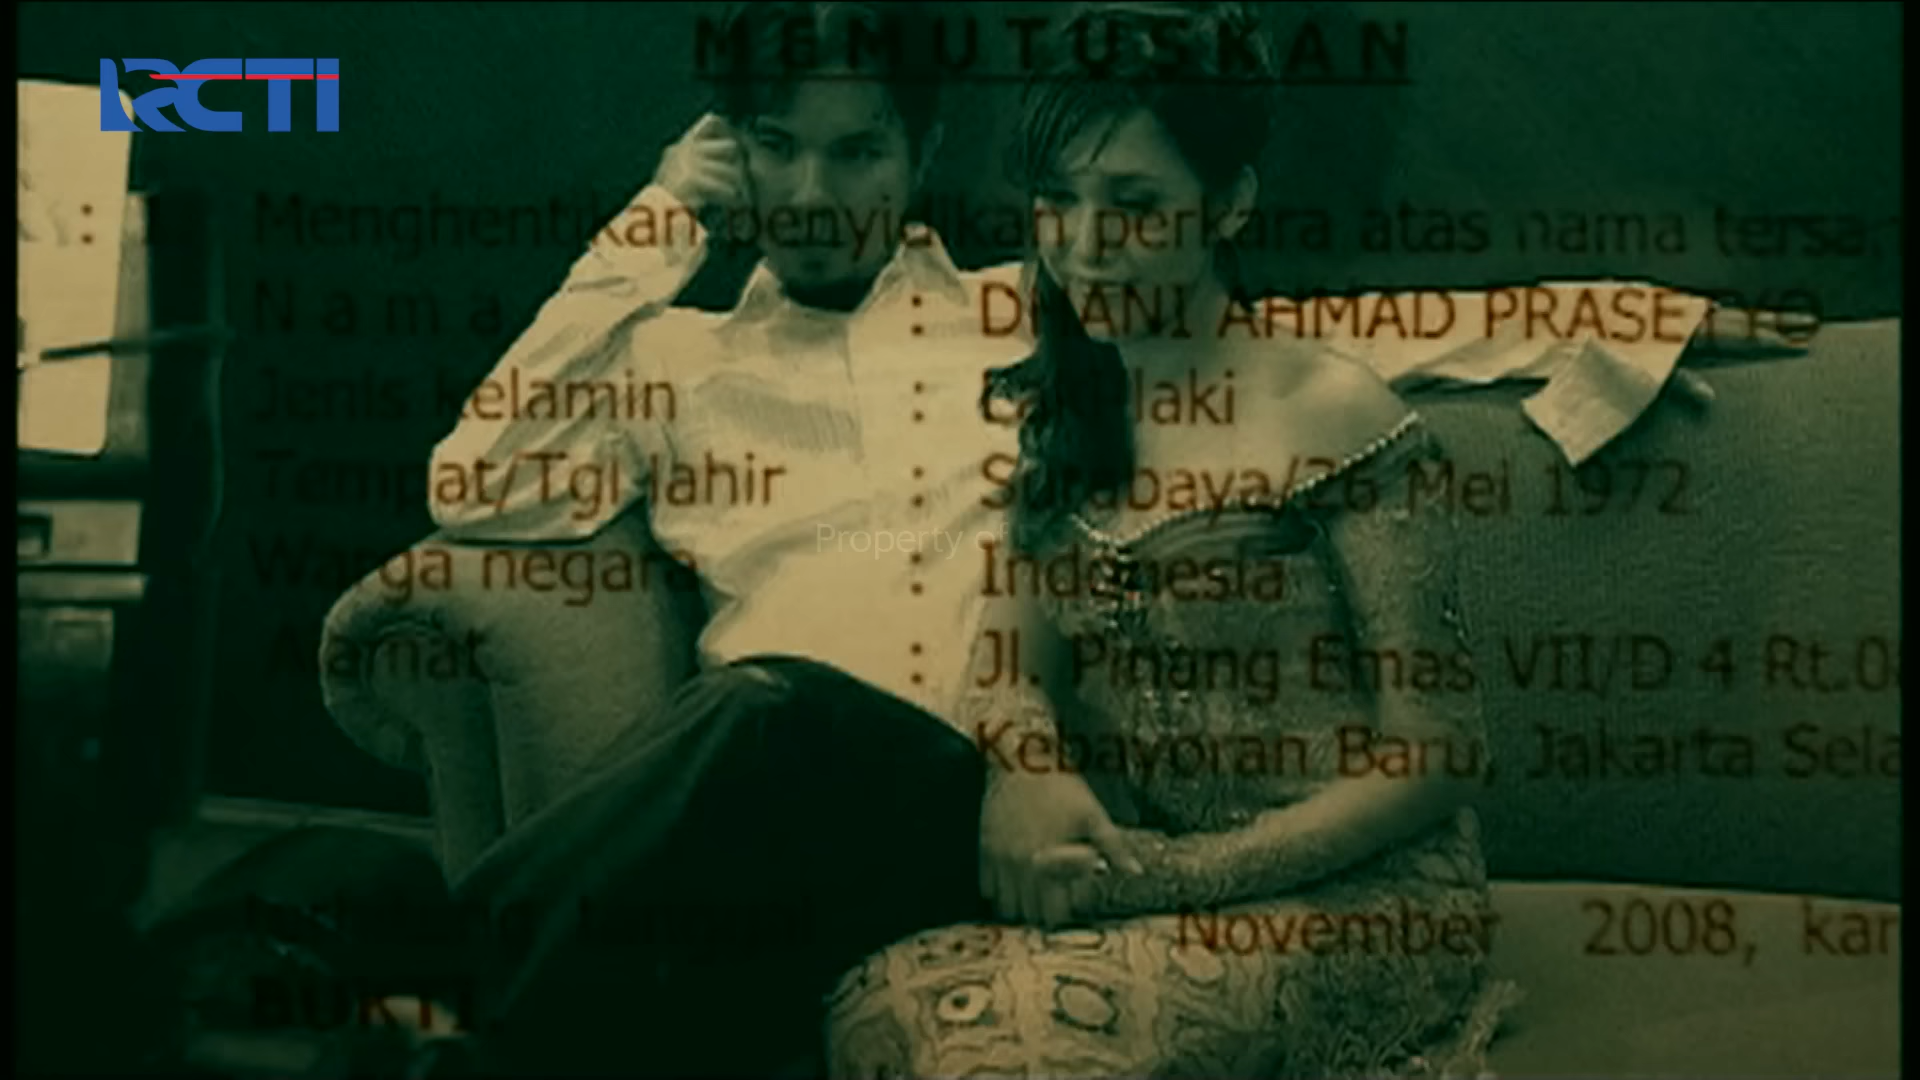 MEMUTUSKAN
RCTI
: Menghentikan penyidikan perkara atas nama tersa
N a m a : DHANI AHMAD PRASETYO
Jenis kelamin : Laki-laki
Tempat/Tgl lahir : Surabaya/26 Mei 1972
Warga negara : Indonesia
Property of
Alamat : Jl. Pinang Emas VII/D 4 Rt.0
Kebayoran Baru, Jakarta Sela
November 2008, kar
BUKTI